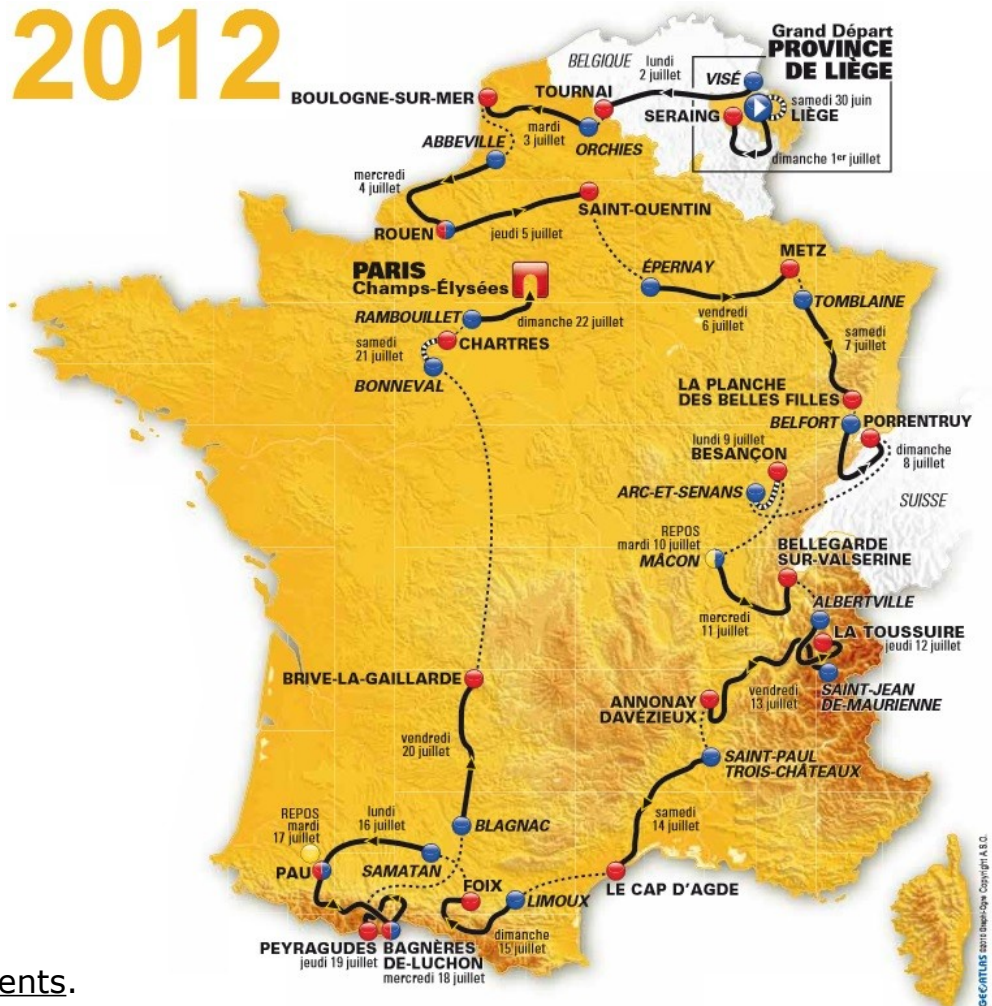 2012
Grand Départ
PROVINCE
DE LIÈGE
BELGIQUE
lundi
2 juillet
VISÉ
samedi 30 juin
LIÈGE
SERAING
dimanche 1er juillet
TOURNAI
BOULOGNE-SUR-MER
mardi
3 juillet
ORCHIES
ABBEVILLE
mercredi
4 juillet
ROUEN
jeudi 5 juillet
SAINT-QUENTIN
METZ
ÉPERNAY
vendredi
6 juillet
TOMBLAINE
PARIS
Champs-Élysées
RAMBOUILLET
dimanche 22 juillet
samedi
21 juillet
CHARTRES
BONNEVAL
samedi
7 juillet
LA PLANCHE
DES BELLES FILLES
BELFORT
PORRENTRUY
dimanche
8 juillet
lundi 9 juillet
BESANÇON
ARC-ET-SENANS
SUISSE
REPOS
mardi 10 juillet
MÂCON
BELLEGARDE
SUR-VALSERINE
mercredi
11 juillet
ALBERTVILLE
LA TOUSSUIRE
jeudi 12 juillet
SAINT-JEAN
DE-MAURIENNE
vendredi
13 juillet
BRIVE-LA-GAILLARDE
ANNONAY
DAVÉZIEUX
vendredi
20 juillet
SAINT-PAUL
TROIS-CHÂTEAUX
samedi
14 juillet
BLAGNAC
REPOS
mardi
17 juillet
lundi
16 juillet
PAU
SAMATAN
FOIX
LIMOUX
LE CAP D'AGDE
dimanche
15 juillet
PEYRAGUDES
jeudi 19 juillet
BAGNÈRES
DE-LUCHON
mercredi 18 juillet
ents.